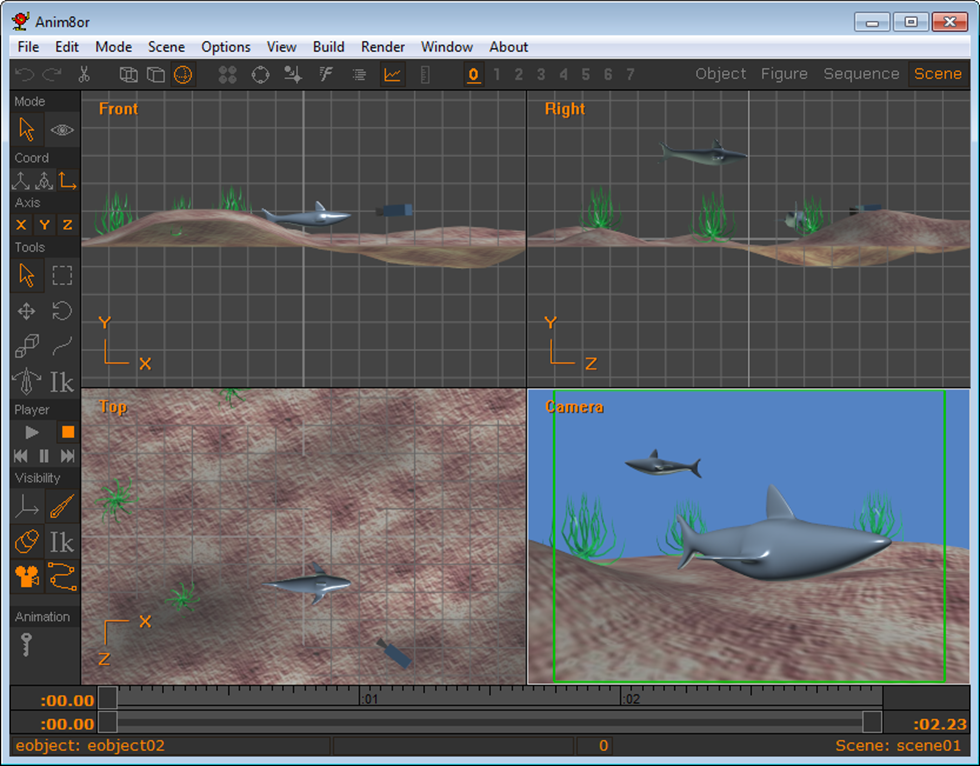 Anim8or
File Edit Mode Scene Options View Build Render Window About
0 1 2 3 4 5 6 7 Object Figure Sequence Scene
Mode
Coord
Axis
X Y Z
Tools
Ik
Player
Visibility
Ik
Animation
Front
Y
X
Right
Y
Z
Top
X
Z
Camera
:00.00 :01 :02
:00.00 :02.23
eobject: eobject02 0 Scene: scene01